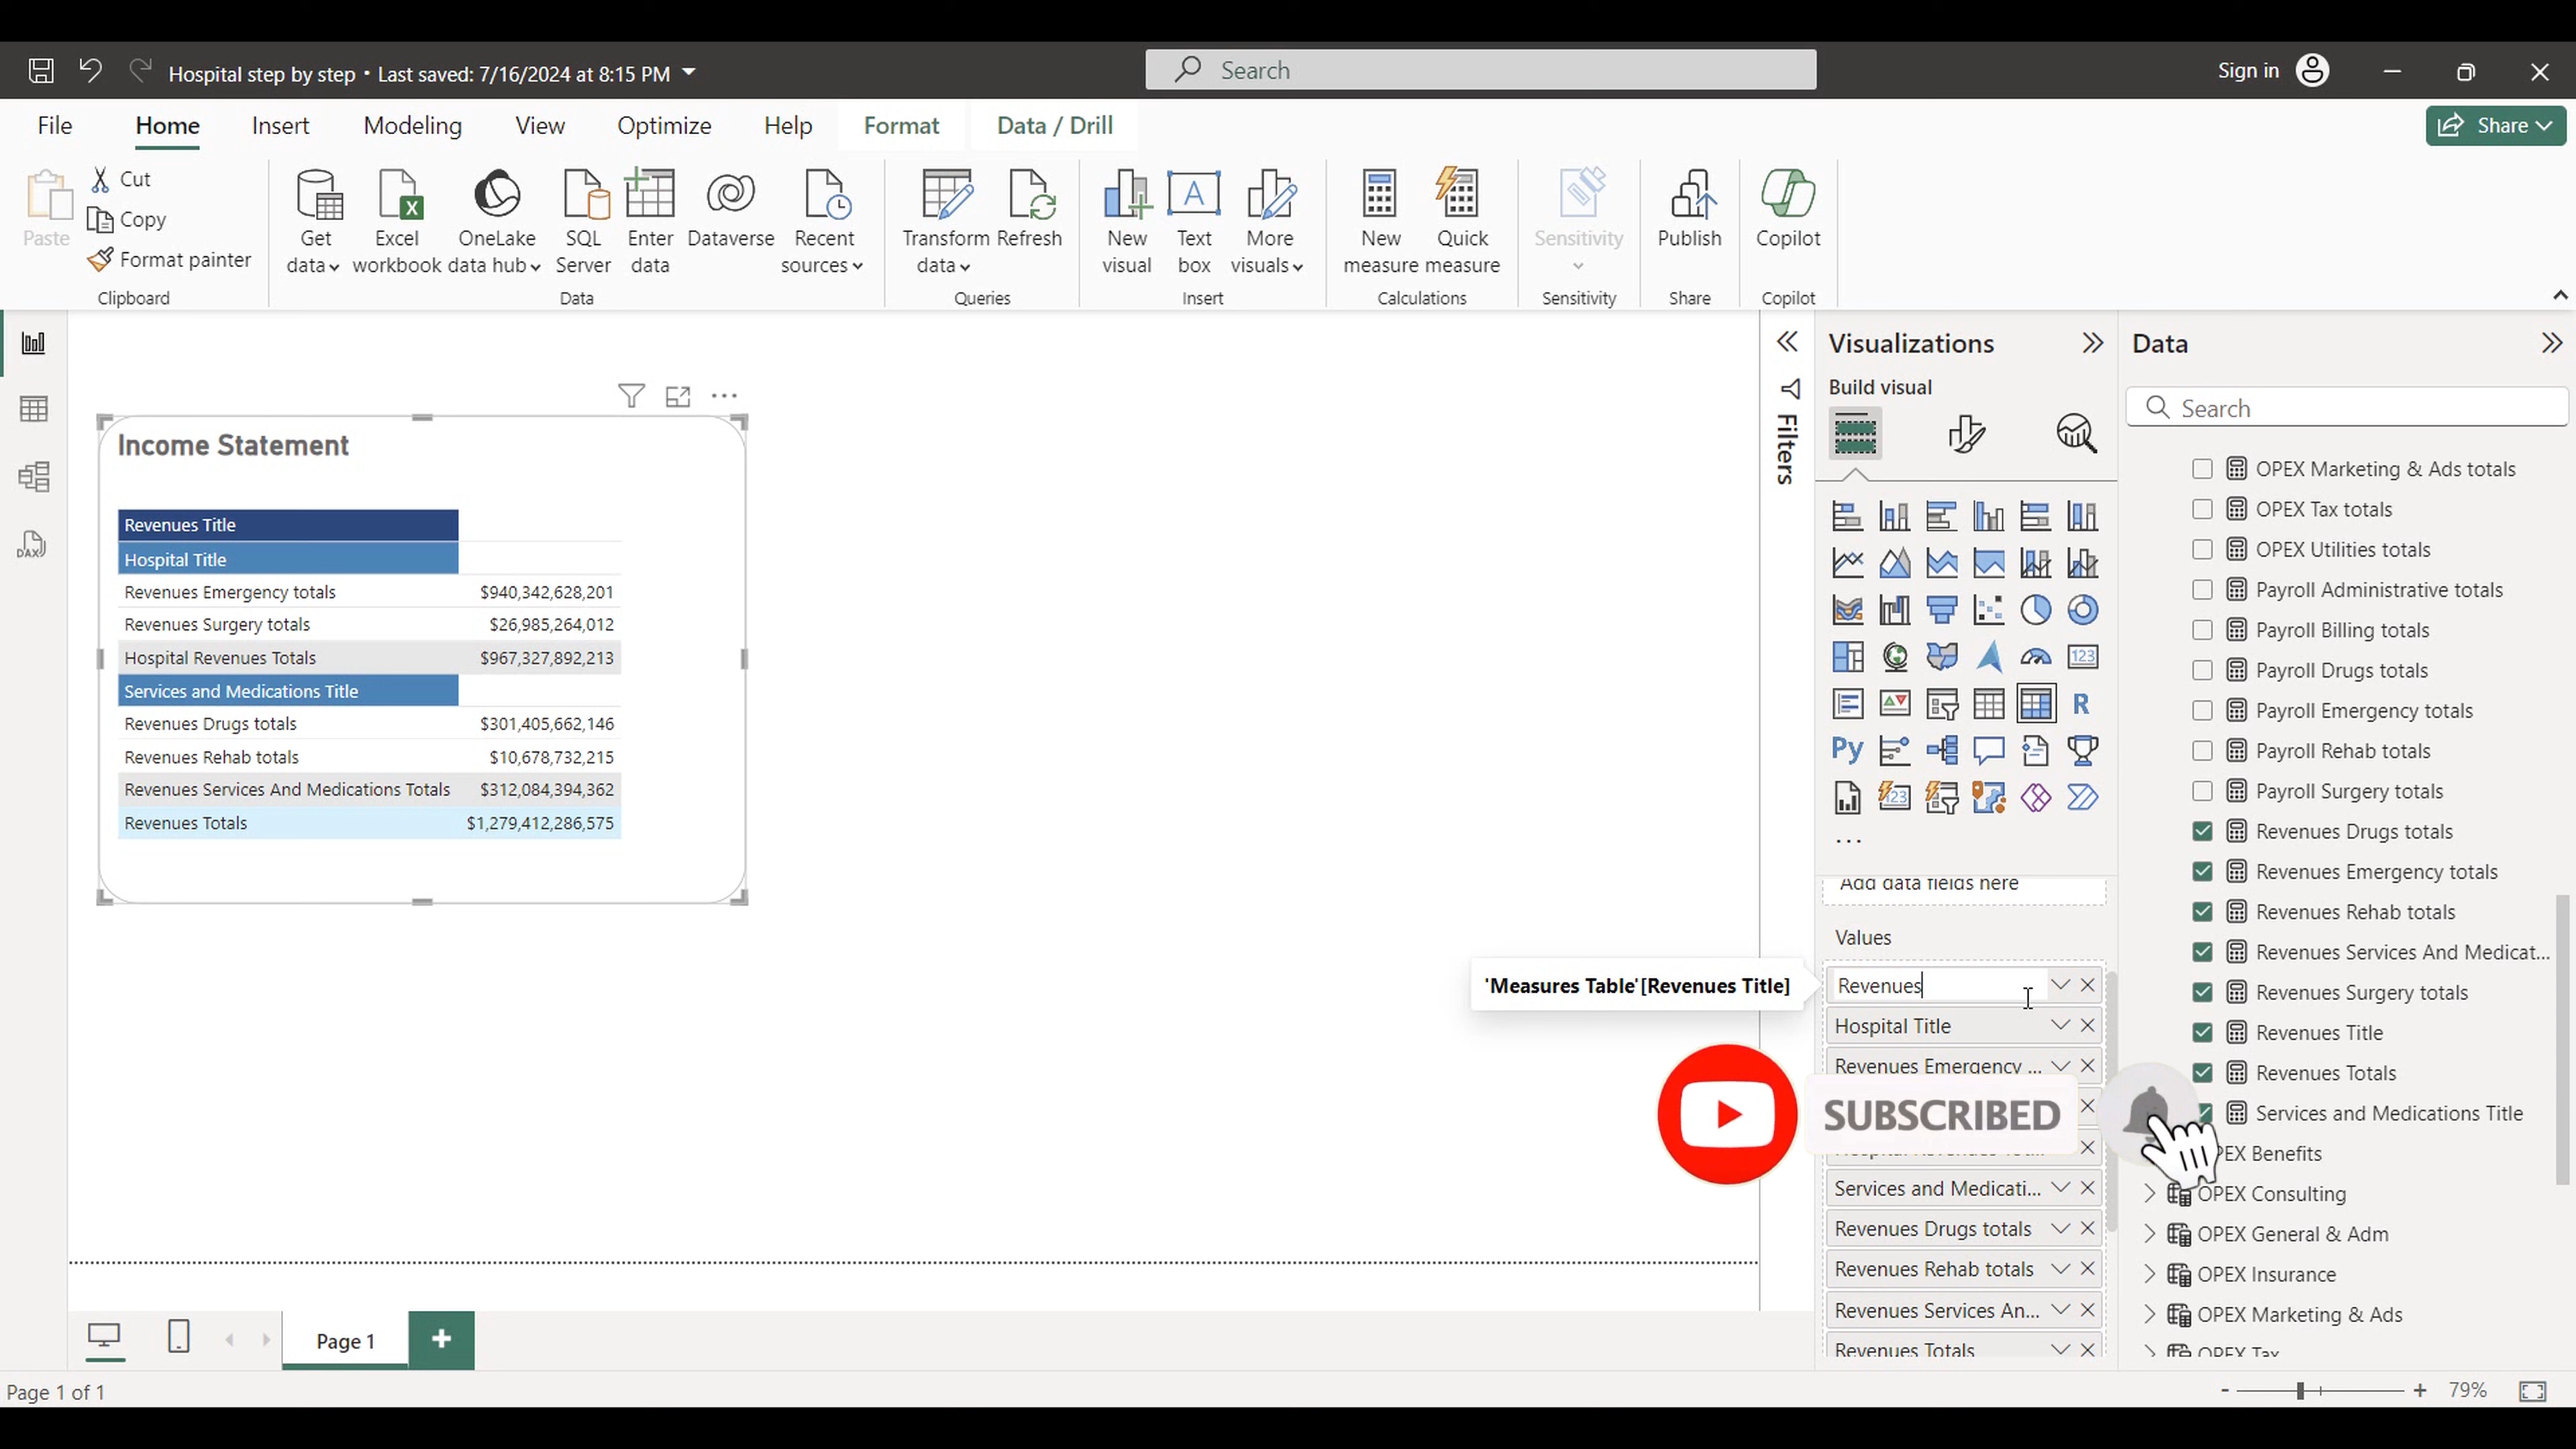 Hospital step by step • Last saved: 7/16/2024 at 8:15 PM
Search
Sign in
File
Home
Insert
Modeling
View
Optimize
Help
Format
Data / Drill
Share
Paste
Cut
Copy
Format painter
Clipboard
Get
data
Excel
workbook
OneLake
data hub
SQL
Server
Enter
data
Dataverse
Recent
sources
Data
Transform
data
Refresh
Queries
New
visual
Text
box
More
visuals
Insert
New
measure
Quick
measure
Calculations
Sensitivity
Sensitivity
Publish
Share
Copilot
Copilot
Income Statement
Revenues Title
Hospital Title
Revenues Emergency totals $940,342,628,201
Revenues Surgery totals $26,985,264,012
Hospital Revenues Totals $967,327,892,213
Services and Medications Title
Revenues Drugs totals $301,405,662,146
Revenues Rehab totals $10,678,732,215
Revenues Services And Medications Totals $312,084,394,362
Revenues Totals $1,279,412,286,575
Filters
Visualizations
Build visual
123
R
Py
123
Add data fields here
Values
'Measures Table'[Revenues Title]
Revenues
Hospital Title
Revenues Emergency ...
SUBSCRIBED
Services and Medicati...
Revenues Drugs totals
Revenues Rehab totals
Revenues Services An...
Revenues Totals
Data
Search
OPEX Marketing & Ads totals
OPEX Tax totals
OPEX Utilities totals
Payroll Administrative totals
Payroll Billing totals
Payroll Drugs totals
Payroll Emergency totals
Payroll Rehab totals
Payroll Surgery totals
Revenues Drugs totals
Revenues Emergency totals
Revenues Rehab totals
Revenues Services And Medicat...
Revenues Surgery totals
Revenues Title
Revenues Totals
Services and Medications Title
PEX Benefits
OPEX Consulting
OPEX General & Adm
OPEX Insurance
OPEX Marketing & Ads
OPEX Tax
DAX
Page 1
Page 1 of 1
- + 79%